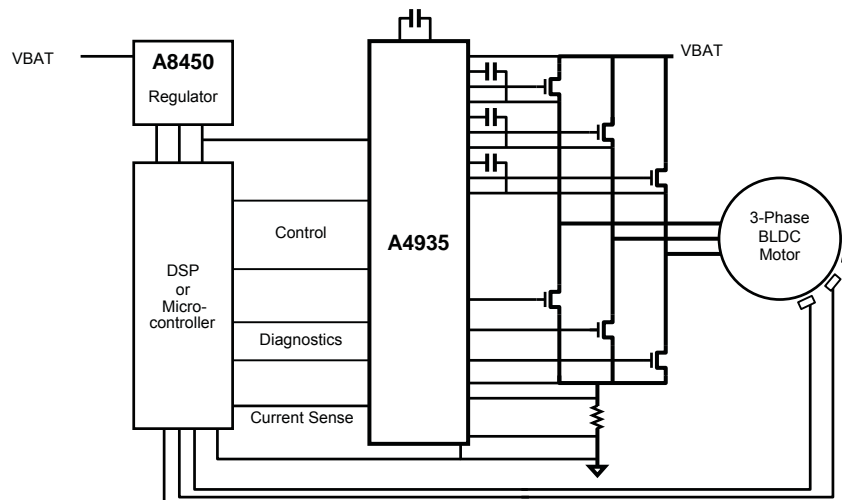 VBAT
A8450
Regulator
VBAT
Control
A4935
3-Phase
BLDC
Motor
DSP
or
Micro-
controller
Diagnostics
Current Sense